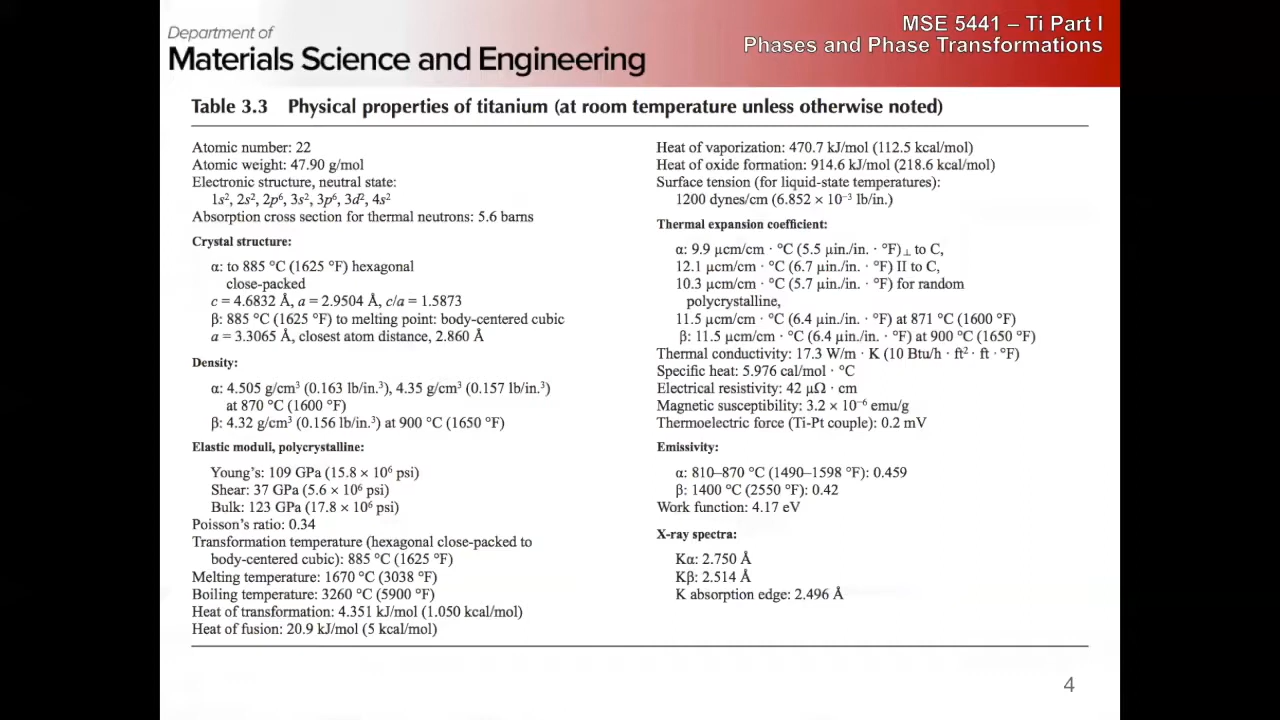 Department of
Materials Science and Engineering
MSE 5441 – Ti Part I
Phases and Phase Transformations
Table 3.3 Physical properties of titanium (at room temperature unless otherwise noted)
Atomic number: 22
Atomic weight: 47.90 g/mol
Electronic structure, neutral state:
1s², 2s², 2p⁶, 3s², 3p⁶, 3d², 4s²
Absorption cross section for thermal neutrons: 5.6 barns
Crystal structure:
α: to 885 °C (1625 °F) hexagonal
close-packed
c = 4.6832 Å, a = 2.9504 Å, c/a = 1.5873
β: 885 °C (1625 °F) to melting point: body-centered cubic
a = 3.3065 Å, closest atom distance, 2.860 Å
Density:
α: 4.505 g/cm³ (0.163 lb/in.³), 4.35 g/cm³ (0.157 lb/in.³)
at 870 °C (1600 °F)
β: 4.32 g/cm³ (0.156 lb/in.³) at 900 °C (1650 °F)
Elastic moduli, polycrystalline:
Young's: 109 GPa (15.8 × 10⁶ psi)
Shear: 37 GPa (5.6 × 10⁶ psi)
Bulk: 123 GPa (17.8 × 10⁶ psi)
Poisson's ratio: 0.34
Transformation temperature (hexagonal close-packed to
body-centered cubic): 885 °C (1625 °F)
Melting temperature: 1670 °C (3038 °F)
Boiling temperature: 3260 °C (5900 °F)
Heat of transformation: 4.351 kJ/mol (1.050 kcal/mol)
Heat of fusion: 20.9 kJ/mol (5 kcal/mol)
Heat of vaporization: 470.7 kJ/mol (112.5 kcal/mol)
Heat of oxide formation: 914.6 kJ/mol (218.6 kcal/mol)
Surface tension (for liquid-state temperatures):
1200 dynes/cm (6.852 × 10⁻³ lb/in.)
Thermal expansion coefficient:
α: 9.9 μcm/cm · °C (5.5 μin./in. · °F)⊥ to C,
12.1 μcm/cm · °C (6.7 μin./in. · °F) II to C,
10.3 μcm/cm · °C (5.7 μin./in. · °F) for random
polycrystalline,
11.5 μcm/cm · °C (6.4 μin./in. · °F) at 871 °C (1600 °F)
β: 11.5 μcm/cm · °C (6.4 μin./in. · °F) at 900 °C (1650 °F)
Thermal conductivity: 17.3 W/m · K (10 Btu/h · ft² · ft · °F)
Specific heat: 5.976 cal/mol · °C
Electrical resistivity: 42 μΩ · cm
Magnetic susceptibility: 3.2 × 10⁻⁶ emu/g
Thermoelectric force (Ti-Pt couple): 0.2 mV
Emissivity:
α: 810–870 °C (1490–1598 °F): 0.459
β: 1400 °C (2550 °F): 0.42
Work function: 4.17 eV
X-ray spectra:
Kα: 2.750 Å
Kβ: 2.514 Å
K absorption edge: 2.496 Å
4